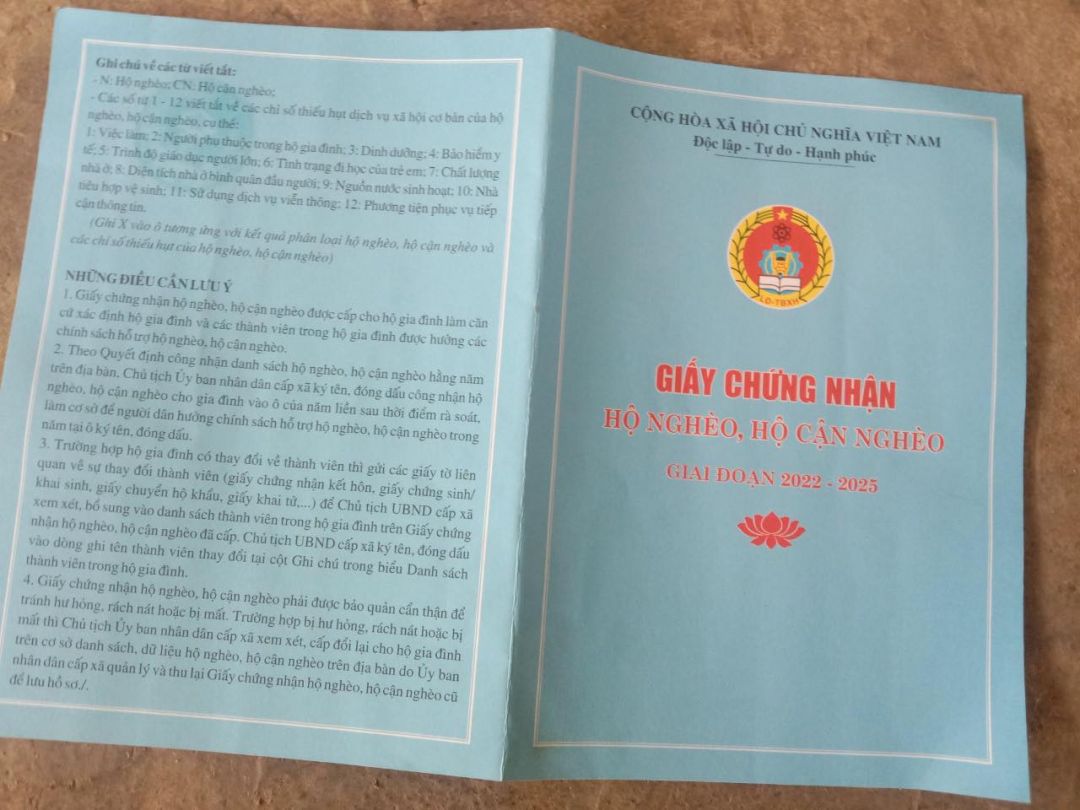 Ghi chú về các từ viết tắt:
- N: Hộ nghèo; CN: Hộ cận nghèo;
- Các số từ 1 - 12 viết tắt về các chỉ số thiếu hụt dịch vụ xã hội cơ bản của hộ
nghèo, hộ cận nghèo, cụ thể:
1: Việc làm; 2: Người phụ thuộc trong hộ gia đình; 3: Dinh dưỡng; 4: Bảo hiểm y
tế; 5: Trình độ giáo dục người lớn; 6: Tình trạng đi học của trẻ em; 7: Chất lượng
nhà ở; 8: Diện tích nhà ở bình quân đầu người; 9: Nguồn nước sinh hoạt; 10: Nhà
tiêu hợp vệ sinh; 11: Sử dụng dịch vụ viễn thông; 12: Phương tiện phục vụ tiếp
cận thông tin.
(Ghi X vào ô tương ứng với kết quả phân loại hộ nghèo, hộ cận nghèo và
các chỉ số thiếu hụt của hộ nghèo, hộ cận nghèo)
NHỮNG ĐIỀU CẦN LƯU Ý
1. Giấy chứng nhận hộ nghèo, hộ cận nghèo được cấp cho hộ gia đình làm căn
cứ xác định hộ gia đình và các thành viên trong hộ gia đình được hưởng các
chính sách hỗ trợ hộ nghèo, hộ cận nghèo.
2. Theo Quyết định công nhận danh sách hộ nghèo, hộ cận nghèo hằng năm
trên địa bàn, Chủ tịch Ủy ban nhân dân cấp xã ký tên, đóng dấu công nhận hộ
nghèo, hộ cận nghèo cho gia đình vào ô của năm liền sau thời điểm rà soát,
làm cơ sở để người dân hưởng chính sách hỗ trợ hộ nghèo, hộ cận nghèo trong
năm tại ô ký tên, đóng dấu.
3. Trường hợp hộ gia đình có thay đổi về thành viên thì gửi các giấy tờ liên
quan về sự thay đổi thành viên (giấy chứng nhận kết hôn, giấy chứng sinh/
khai sinh, giấy chuyển hộ khẩu, giấy khai tử,...) để Chủ tịch UBND cấp xã
xem xét, bổ sung vào danh sách thành viên trong hộ gia đình trên Giấy chứng
nhận hộ nghèo, hộ cận nghèo đã cấp. Chủ tịch UBND cấp xã ký tên, đóng dấu
vào dòng ghi tên thành viên thay đổi tại cột Ghi chú trong biểu Danh sách
thành viên trong hộ gia đình.
4. Giấy chứng nhận hộ nghèo, hộ cận nghèo phải được bảo quản cẩn thận để
tránh hư hỏng, rách nát hoặc bị mất. Trường hợp bị hư hỏng, rách nát hoặc bị
mất thì Chủ tịch Ủy ban nhân dân cấp xã xem xét, cấp đổi lại cho hộ gia đình
trên cơ sở danh sách, dữ liệu hộ nghèo, hộ cận nghèo trên địa bàn do Ủy ban
nhân dân cấp xã quản lý và thu lại Giấy chứng nhận hộ nghèo, hộ cận nghèo cũ
để lưu hồ sơ./.
CỘNG HÒA XÃ HỘI CHỦ NGHĨA VIỆT NAM
Độc lập - Tự do - Hạnh phúc
LĐ-TBXH
GIẤY CHỨNG NHẬN
HỘ NGHÈO, HỘ CẬN NGHÈO
GIAI ĐOẠN 2022 - 2025